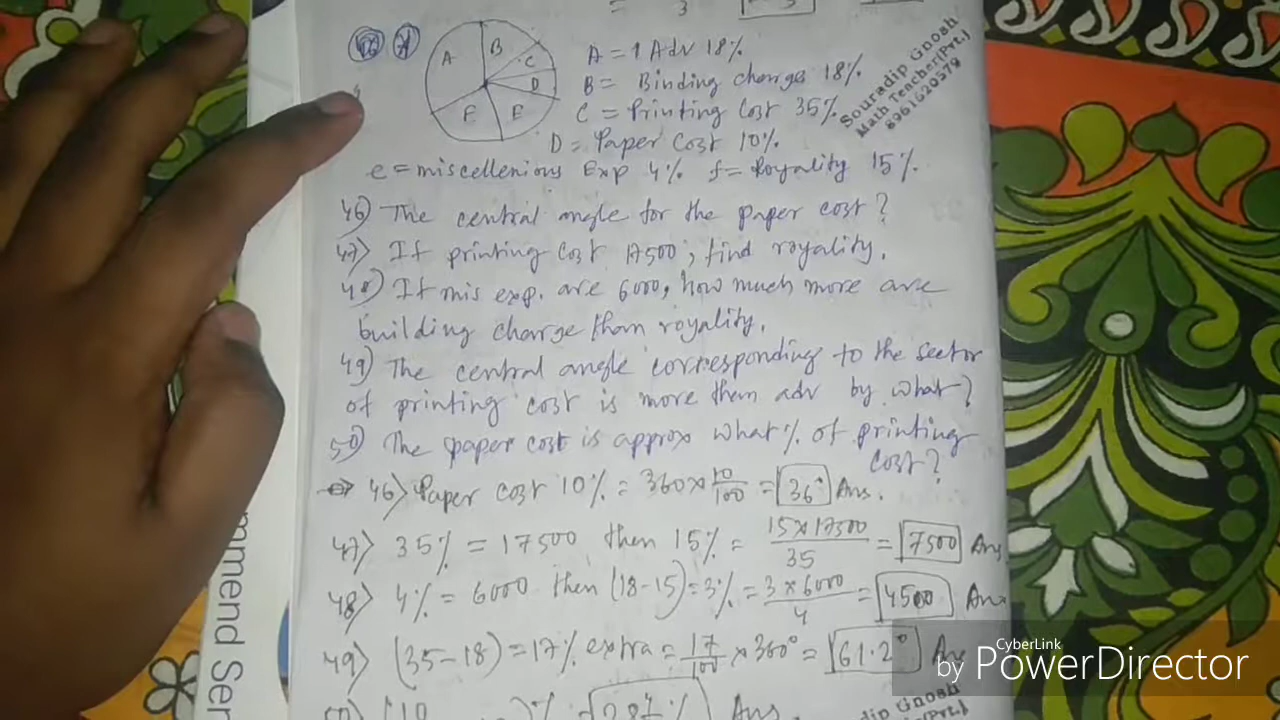 A B C D E F
A = 1 Adv 18%
B = Binding charges 18%
C = Printing Cost 35%
D = Paper Cost 10%
e = miscellenious Exp 4% f = Royality 15%
Souradip Ghosh
Math Teacher(Pvt.)
8961620379
46) The central angle for the paper cost?
47) If printing cost 17500, find royality.
48) If mis exp. are 6000, how much more are
building charge than royality.
49) The central angle corresponding to the sector
of printing cost is more them adv by what?
50) The paper cost is approx what % of printing
cost?
46) Paper cost 10% = 360 × 10/100 = 36° Ans.
47) 35% = 17500 then 15% = 15×17500/35 = 7500 Ans
48) 4% = 6000 then (18-15) = 3% = 3×6000/4 = 4500 Ans
49) (35-18) = 17% extra = 17/100 × 360° = 61.2° Ans
Ans
mmend Ser
CyberLink
by PowerDirector